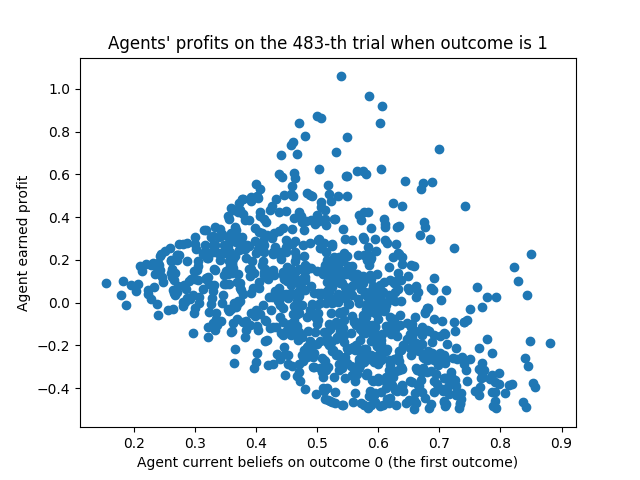 Agents' profits on the 483-th trial when outcome is 1
Agent earned profit
1.0
0.8
0.6
0.4
0.2
0.0
−0.2
−0.4
0.2 0.3 0.4 0.5 0.6 0.7 0.8 0.9
Agent current beliefs on outcome 0 (the first outcome)